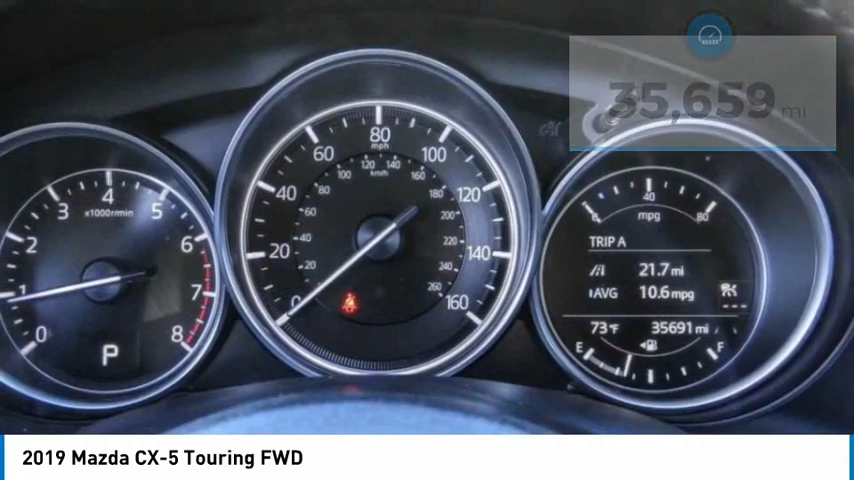 35,659 mi
80
mph
60
100
40
120
20
140
0
160
120
140
100
160
km/h
80
180
60
200
40
220
20
240
260
4
x1000r/min
3
5
2
6
1
7
0
8
P
40
mpg
80
TRIP A
21.7 mi
AVG 10.6 mpg
---
73°F 35691 mi
E
F
2019 Mazda CX-5 Touring FWD